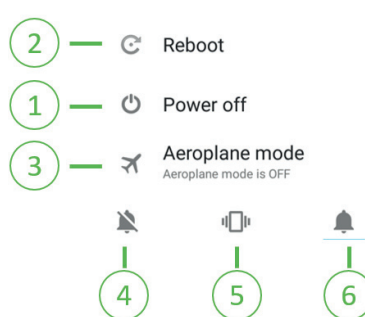 2 Reboot
1 Power off
3 Aeroplane mode
Aeroplane mode is OFF
4 5 6